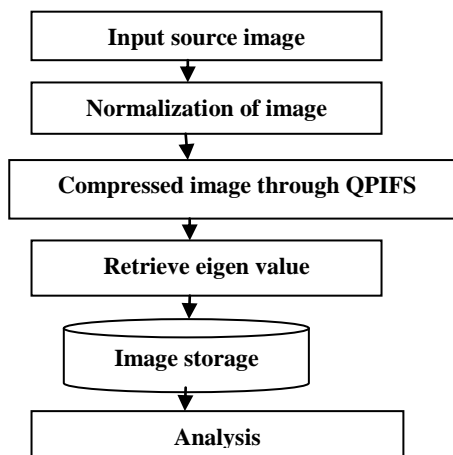 Input source image
Normalization of image
Compressed image through QPIFS
Retrieve eigen value
Image storage
Analysis